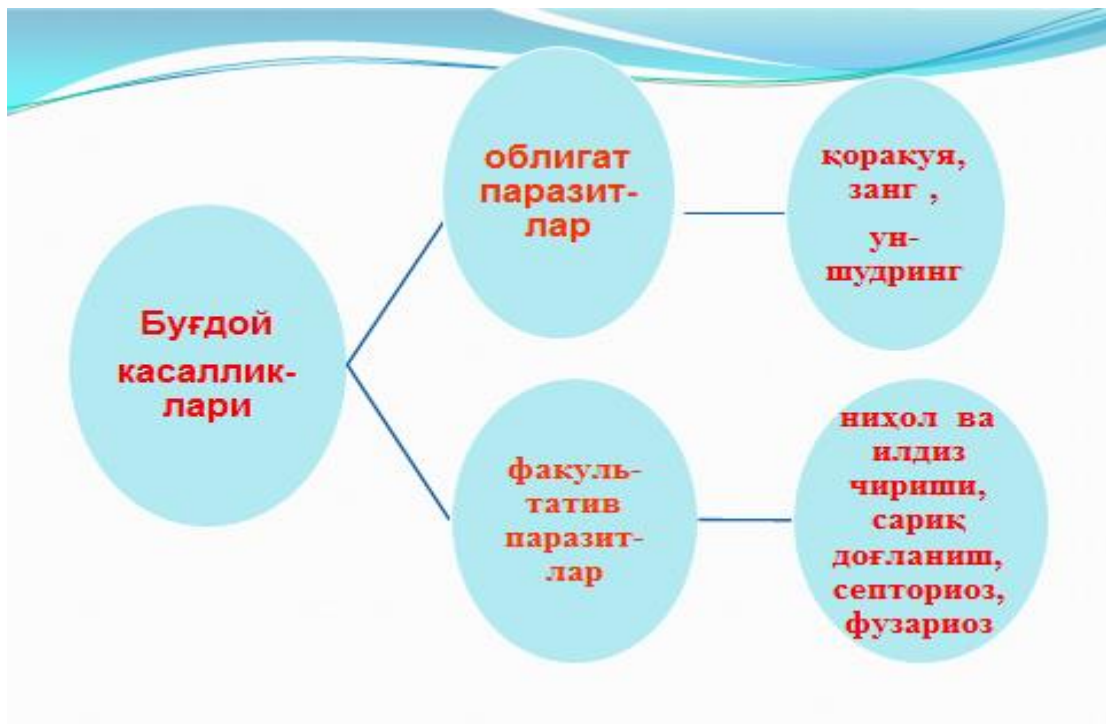 Буғдой
касаллик-
лари
облигат
паразит-
лар
қоракуя,
занг ,
ун-
шудринг
факуль-
татив
паразит-
лар
ниҳол ва
илдиз
чириши,
сариқ
доғланиш,
септориоз,
фузариоз